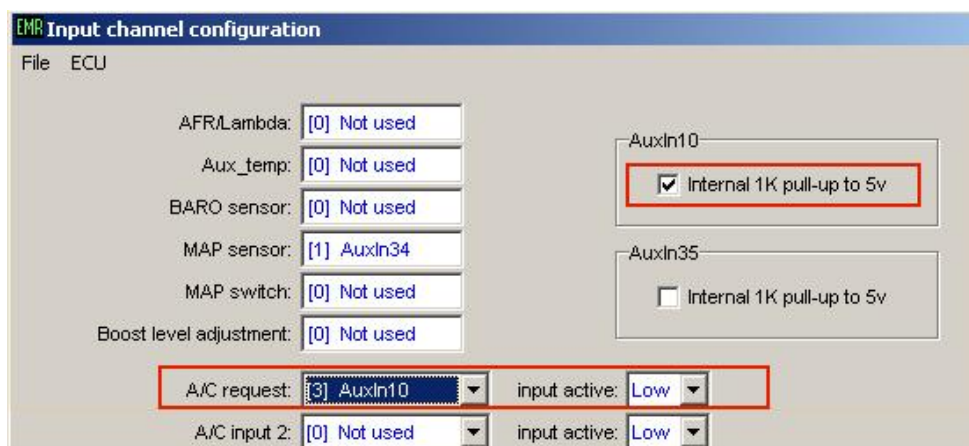 EMR Input channel configuration
File ECU
AFR/Lambda: [0] Not used
Aux_temp: [0] Not used
BARO sensor: [0] Not used
MAP sensor: [1] AuxIn34
MAP switch: [0] Not used
Boost level adjustment: [0] Not used
AuxIn10
Internal 1K pull-up to 5v
AuxIn35
Internal 1K pull-up to 5v
A/C request: [3] AuxIn10 input active: Low
A/C input 2: [0] Not used input active: Low